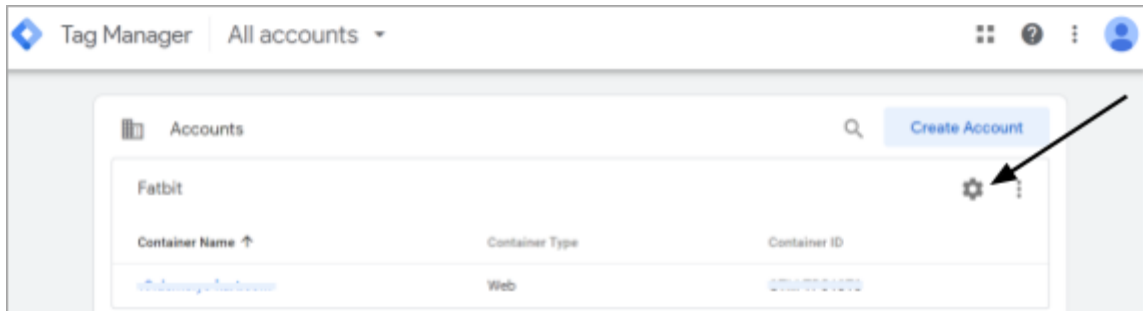 Tag Manager All accounts
Accounts Create Account
Fatbit
Container Name ↑ Container Type Container ID
Web